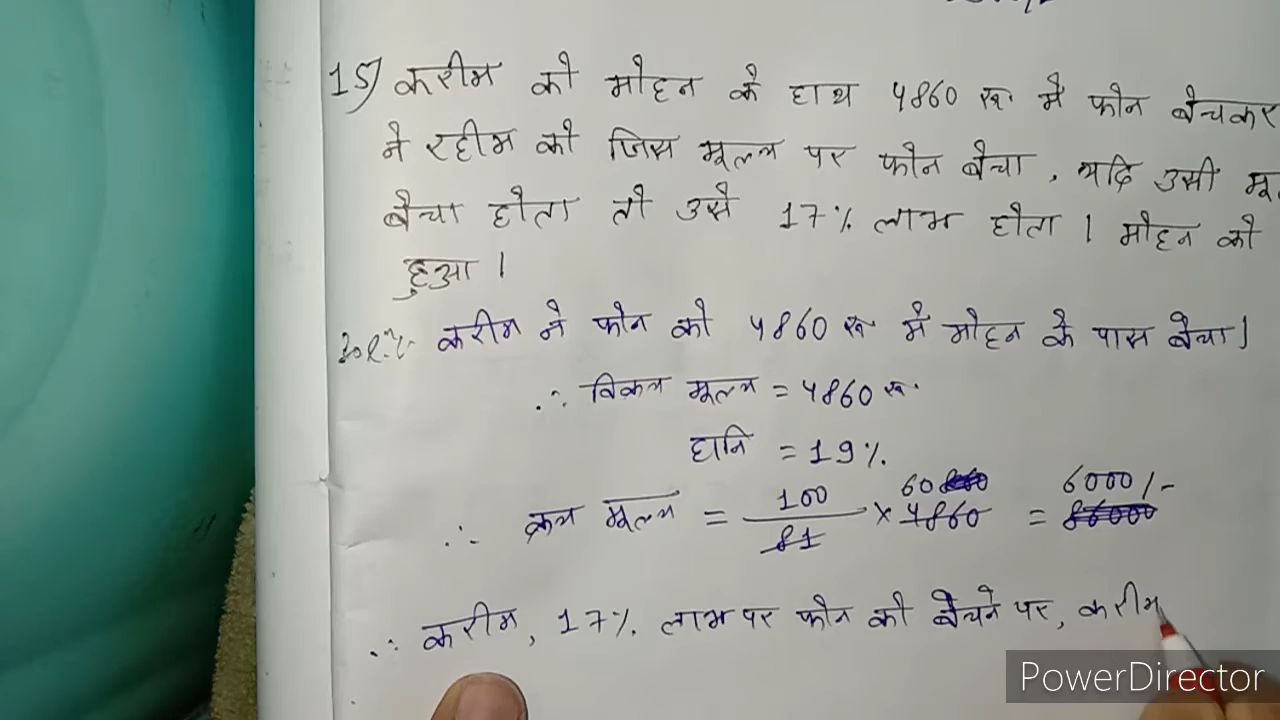 15) करीम को मोहन के हाथ 4860 रु. में फोन बेचकर
ने रहीम को जिस मूल्य पर फोन बेचा, यदि उसी मू
बेचा होता तो उसे 17% लाभ होता । मोहन को
हुआ ।
करीम ने फोन को 4860 रु में मोहन के पास बेचा ।
∴ विक्रय मूल्य = 4860 रु.
हानि = 19%
∴ क्रय मूल्य = 100/81 × 4860 60 = 6000/-
∴ करीम, 17% लाभ पर फोन को बेचने पर, करीम
PowerDirector